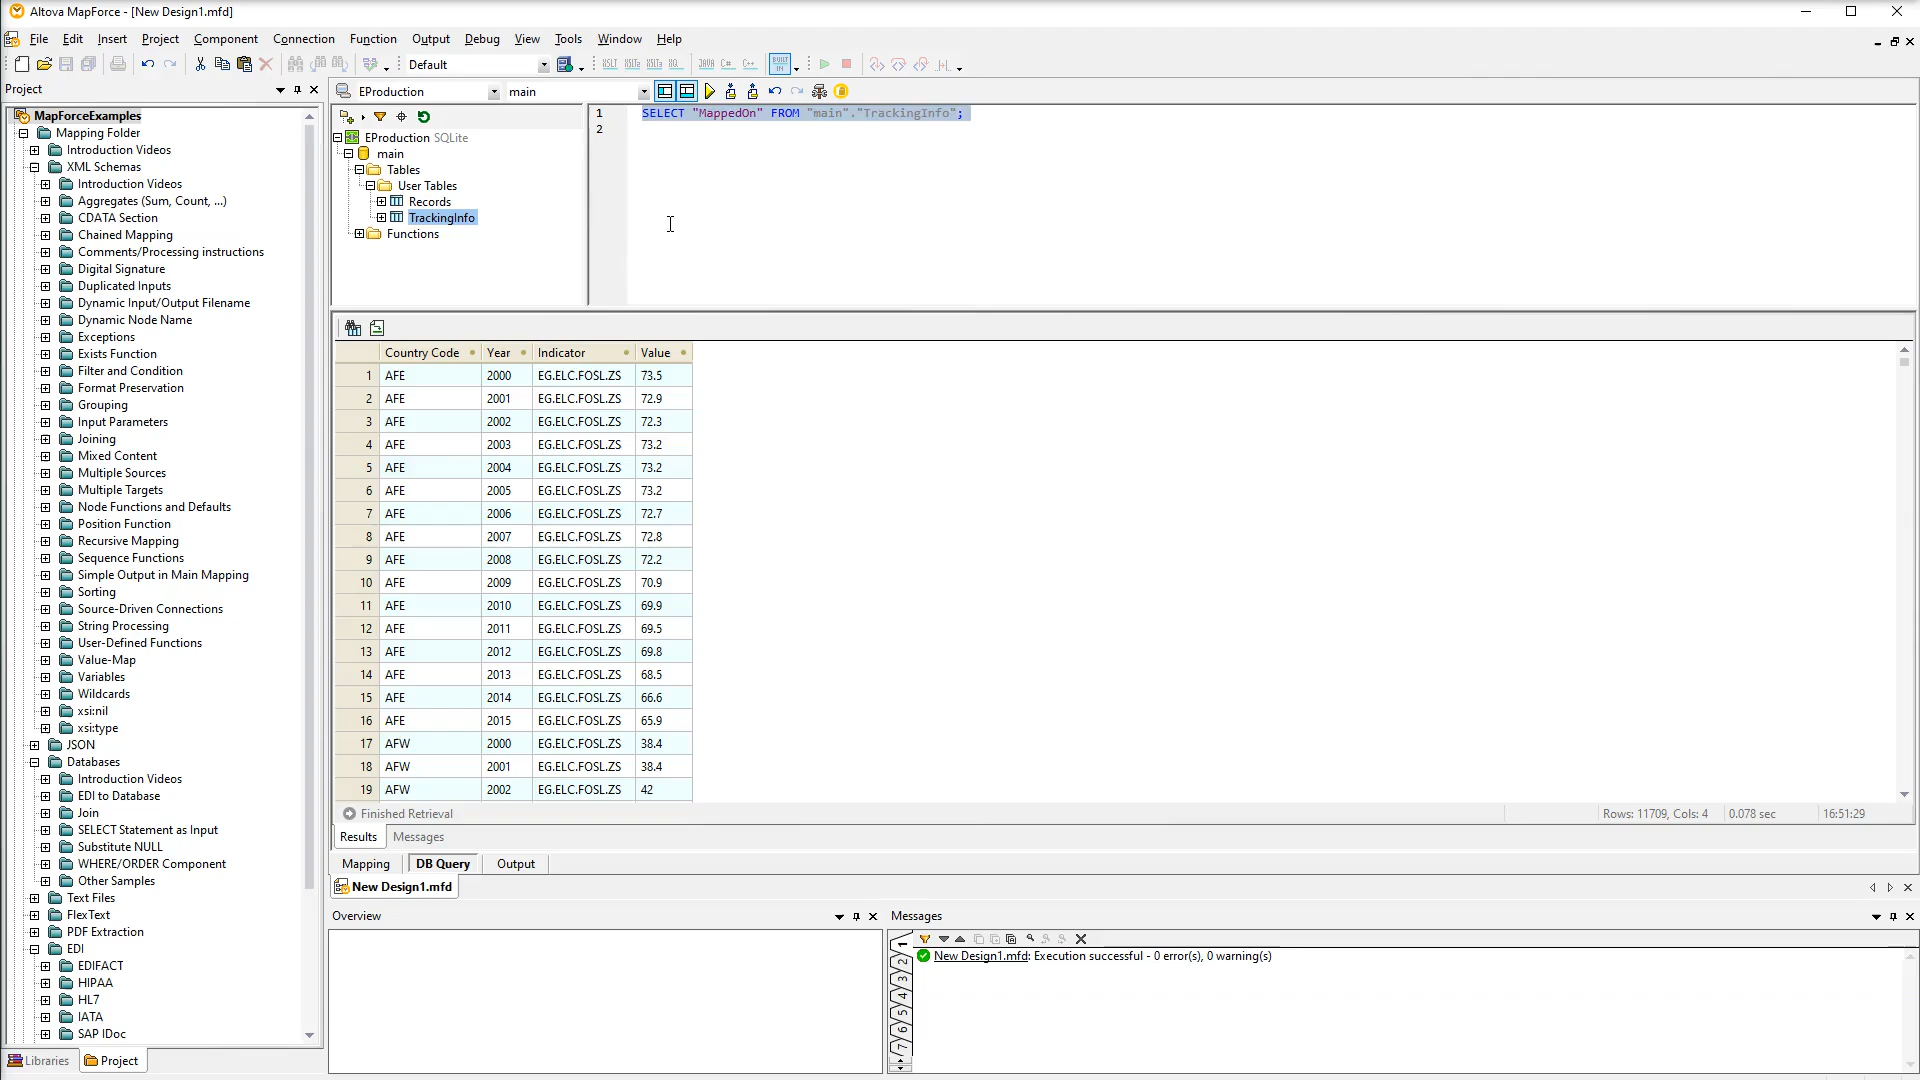 Altova MapForce - [New Design1.mfd]
File Edit Insert Project Component Connection Function Output Debug View Tools Window Help
Default
Project
MapForceExamples
Mapping Folder
Introduction Videos
XML Schemas
Introduction Videos
Aggregates (Sum, Count, ...)
CDATA Section
Chained Mapping
Comments/Processing instructions
Digital Signature
Duplicated Inputs
Dynamic Input/Output Filename
Dynamic Node Name
Exceptions
Exists Function
Filter and Condition
Format Preservation
Grouping
Input Parameters
Joining
Mixed Content
Multiple Sources
Multiple Targets
Node Functions and Defaults
Position Function
Recursive Mapping
Sequence Functions
Simple Output in Main Mapping
Sorting
Source-Driven Connections
String Processing
User-Defined Functions
Value-Map
Variables
Wildcards
xsi:nil
xsi:type
JSON
Databases
Introduction Videos
EDI to Database
Join
SELECT Statement as Input
Substitute NULL
WHERE/ORDER Component
Other Samples
Text Files
FlexText
PDF Extraction
EDI
EDIFACT
HIPAA
HL7
IATA
SAP IDoc
Libraries Project
EProduction main
EProduction SQLite
main
Tables
User Tables
Records
TrackingInfo
Functions
1 SELECT "MappedOn" FROM "main"."TrackingInfo";
2
Country Code Year Indicator Value
1 AFE 2000 EG.ELC.FOSL.ZS 73.5
2 AFE 2001 EG.ELC.FOSL.ZS 72.9
3 AFE 2002 EG.ELC.FOSL.ZS 72.3
4 AFE 2003 EG.ELC.FOSL.ZS 73.2
5 AFE 2004 EG.ELC.FOSL.ZS 73.2
6 AFE 2005 EG.ELC.FOSL.ZS 73.2
7 AFE 2006 EG.ELC.FOSL.ZS 72.7
8 AFE 2007 EG.ELC.FOSL.ZS 72.8
9 AFE 2008 EG.ELC.FOSL.ZS 72.2
10 AFE 2009 EG.ELC.FOSL.ZS 70.9
11 AFE 2010 EG.ELC.FOSL.ZS 69.9
12 AFE 2011 EG.ELC.FOSL.ZS 69.5
13 AFE 2012 EG.ELC.FOSL.ZS 69.8
14 AFE 2013 EG.ELC.FOSL.ZS 68.5
15 AFE 2014 EG.ELC.FOSL.ZS 66.6
16 AFE 2015 EG.ELC.FOSL.ZS 65.9
17 AFW 2000 EG.ELC.FOSL.ZS 38.4
18 AFW 2001 EG.ELC.FOSL.ZS 38.4
19 AFW 2002 EG.ELC.FOSL.ZS 42
Finished Retrieval Rows: 11709, Cols: 4 0.078 sec 16:51:29
Results Messages
Mapping DB Query Output
New Design1.mfd
Overview
Messages
1
2
3
4
5
6
7
New Design1.mfd: Execution successful - 0 error(s), 0 warning(s)